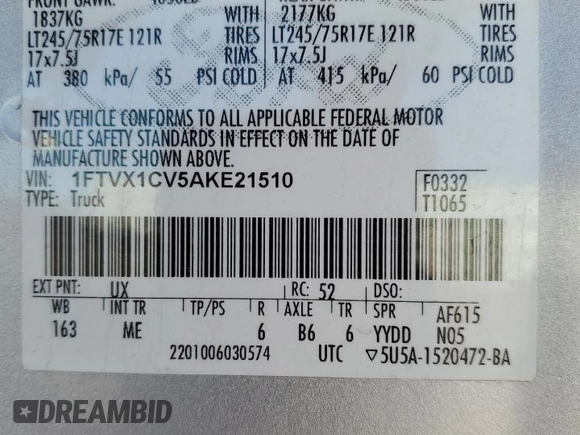 1837KG WITH 2177KG WITH
LT245/75R17E 121R TIRES LT245/75R17E 121R TIRES
17x7.5J RIMS 17x7.5J RIMS
AT 380 kPa/ 55 PSI COLD AT 415 kPa/ 60 PSI COLD
THIS VEHICLE CONFORMS TO ALL APPLICABLE FEDERAL MOTOR
VEHICLE SAFETY STANDARDS IN EFFECT ON THE DATE OF
MANUFACTURE SHOWN ABOVE.
VIN: 1FTVX1CV5AKE21510 F0332
TYPE: Truck T1065
EXT PNT: UX RC: 52 DSO:
WB INT TR TP/PS R AXLE TR SPR AF615
163 ME 6 B6 6 YYDD N05
2201006030574 UTC ▽5U5A-1520472-BA
DREAMBID